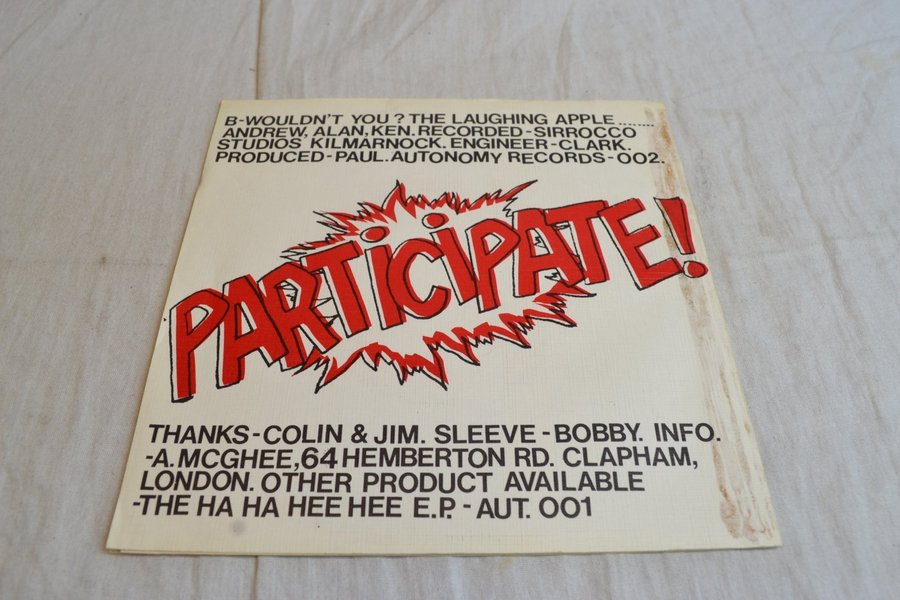 B-WOULDN'T YOU? THE LAUGHING APPLE........
ANDREW, ALAN, KEN. RECORDED-SIRROCCO
STUDIOS KILMARNOCK. ENGINEER-CLARK.
PRODUCED-PAUL. AUTONOMY RECORDS-002.
PARTICIPATE!
THANKS-COLIN & JIM. SLEEVE-BOBBY. INFO.
-A.MCGHEE, 64 HEMBERTON RD. CLAPHAM,
LONDON. OTHER PRODUCT AVAILABLE
-THE HA HA HEE HEE E.P. - AUT. 001